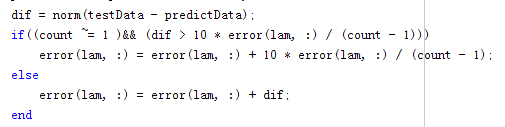 dif = norm(testData - predictData);
if((count ~= 1 )&& (dif > 10 * error(lam, :) / (count - 1)))
error(lam, :) = error(lam, :) + 10 * error(lam, :) / (count - 1);
else
error(lam, :) = error(lam, :) + dif;
end